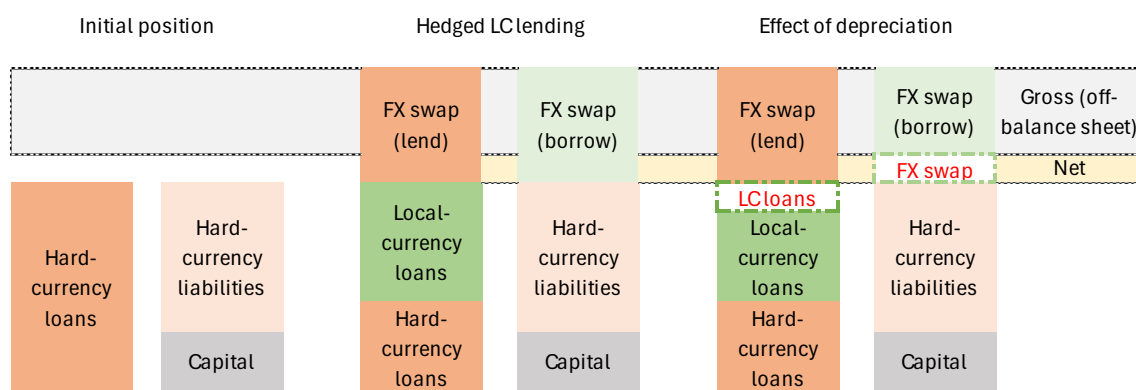 Initial position
Hedged LC lending
Effect of depreciation
FX swap
(lend)
FX swap
(borrow)
FX swap
(lend)
FX swap
(borrow)
Gross (off-
balance sheet)
FX swap
Net
Hard-
currency
loans
Hard-
currency
liabilities
Capital
Local-
currency
loans
Hard-
currency
loans
Hard-
currency
liabilities
Capital
LC loans
Local-
currency
loans
Hard-
currency
loans
Hard-
currency
liabilities
Capital